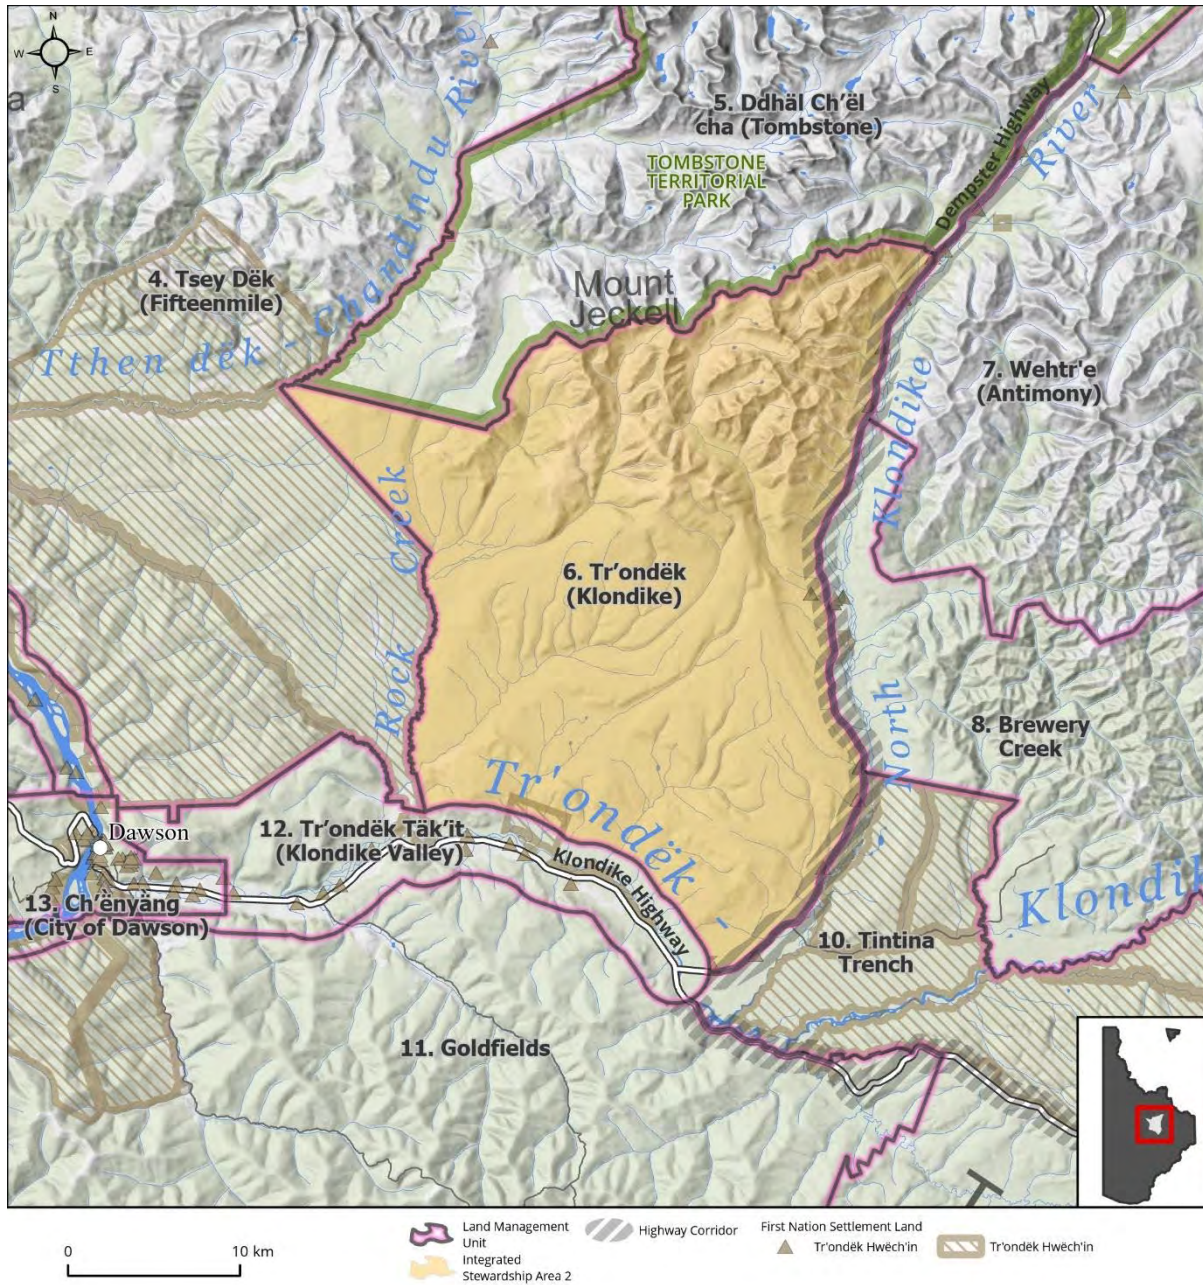 N
W E
S
a
Tthen dëk - Chandindu River
5. Ddhäl Ch'ël
cha (Tombstone)
TOMBSTONE
TERRITORIAL
PARK
Dempster Highway
4. Tsey Dëk
(Fifteenmile)
Mount
Jeckell
7. Wehtr'e
(Antimony)
North Klondike River
Rock Creek
6. Tr'ondëk
(Klondike)
8. Brewery
Creek
Tr'ondëk - Klondik
Dawson
12. Tr'ondëk Täk'it
(Klondike Valley)
Klondike Highway
13. Ch'ënyäng
(City of Dawson)
10. Tintina
Trench
11. Goldfields
T
0 10 km
Land Management
Unit
Integrated
Stewardship Area 2
Highway Corridor
First Nation Settlement Land
Tr'ondëk Hwëch'in
Tr'ondëk Hwëch'in